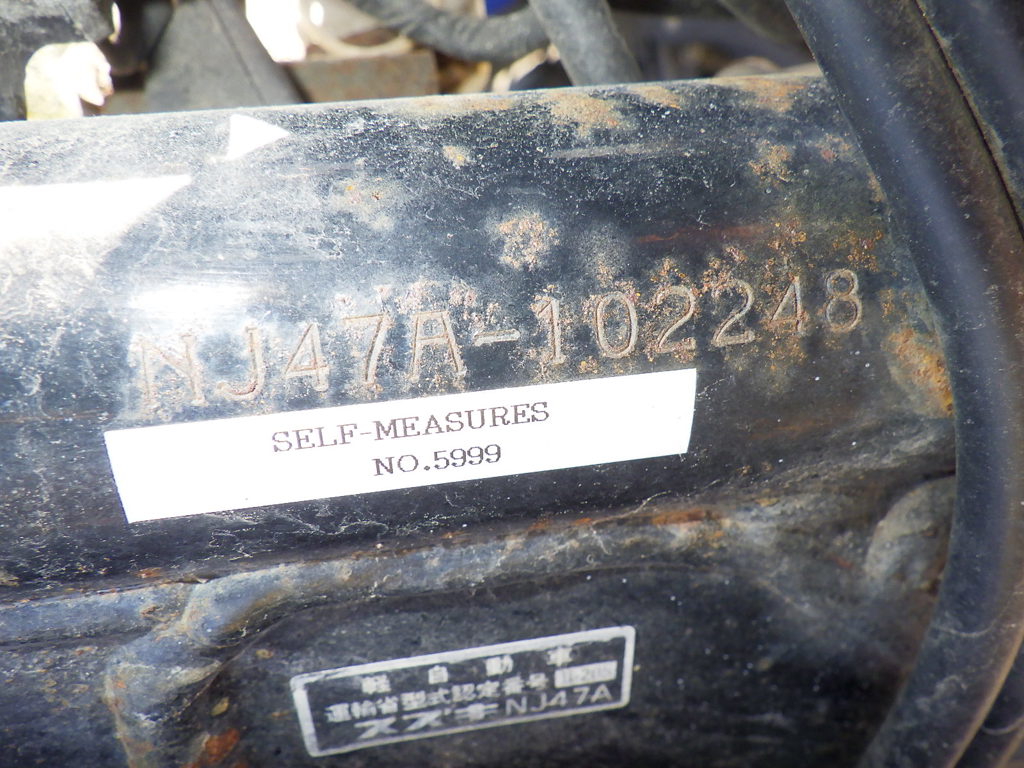 NJ47A-102248
SELF-MEASURES
NO.5999
軽自動車
運輸省型式認定番号
スズキ NJ47A